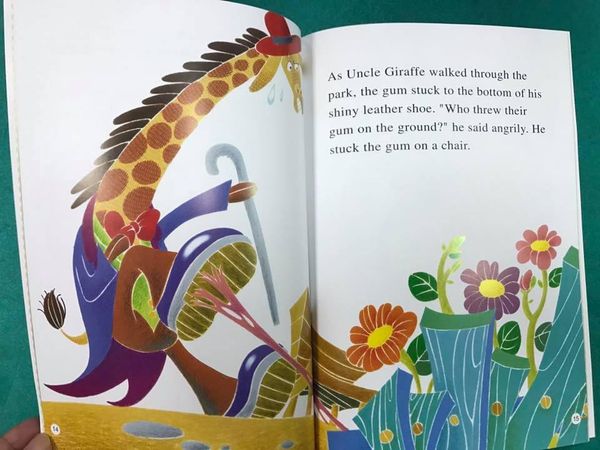 As Uncle Giraffe walked through the
park, the gum stuck to the bottom of his
shiny leather shoe. "Who threw their
gum on the ground?" he said angrily. He
stuck the gum on a chair.
14
15